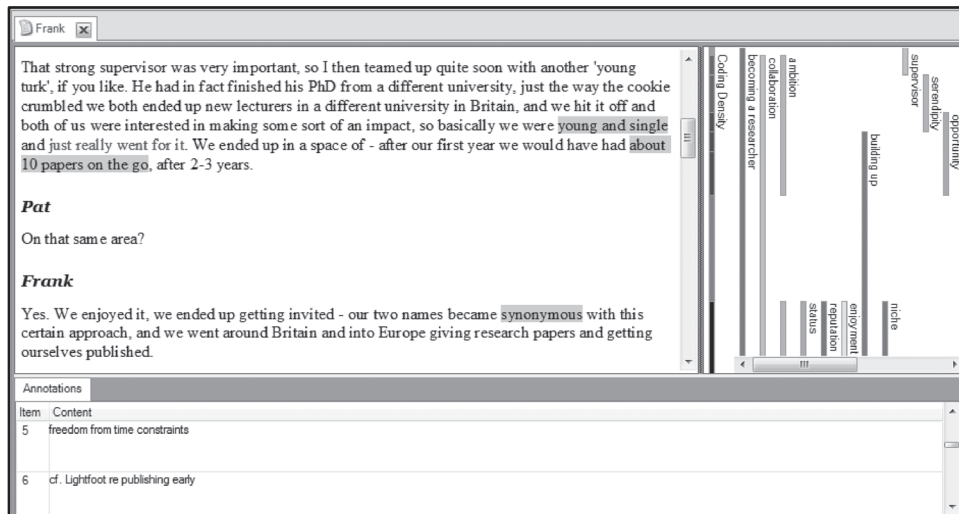 Frank
That strong supervisor was very important, so I then teamed up quite soon with another 'young
turk', if you like. He had in fact finished his PhD from a different university, just the way the cookie
crumbled we both ended up new lecturers in a different university in Britain, and we hit it off and
both of us were interested in making some sort of an impact, so basically we were young and single
and just really went for it. We ended up in a space of - after our first year we would have had about
10 papers on the go, after 2-3 years.
Pat
On that same area?
Frank
Yes. We enjoyed it, we ended up getting invited - our two names became synonymous with this
certain approach, and we went around Britain and into Europe giving research papers and getting
ourselves published.
Coding Density
becoming a researcher
collaboration
ambition
status
reputation
enjoyment
building up
niche
supervisor
serendipity
opportunity
Annotations
Item Content
5 freedom from time constraints
6 cf. Lightfoot re publishing early